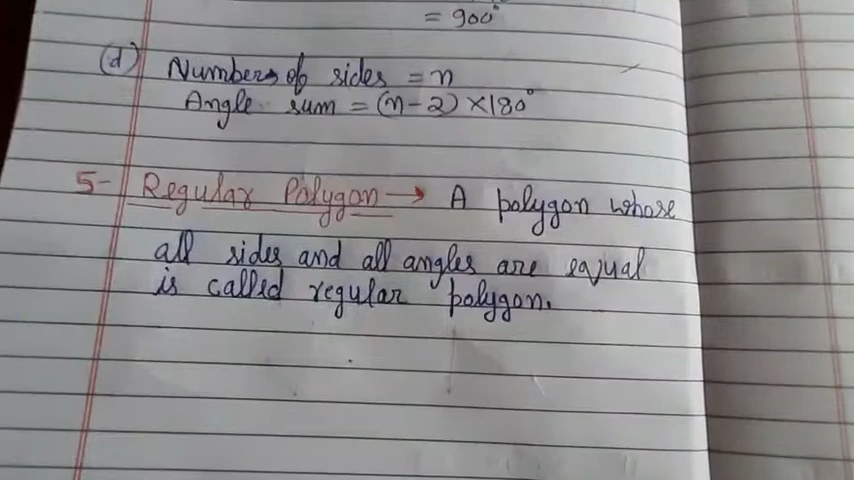 = 900°
(d) Numbers of sides = n
Angle sum = (n-2) ×180°
5- Regular Polygon → A polygon whose
all sides and all angles are equal
is called regular polygon.